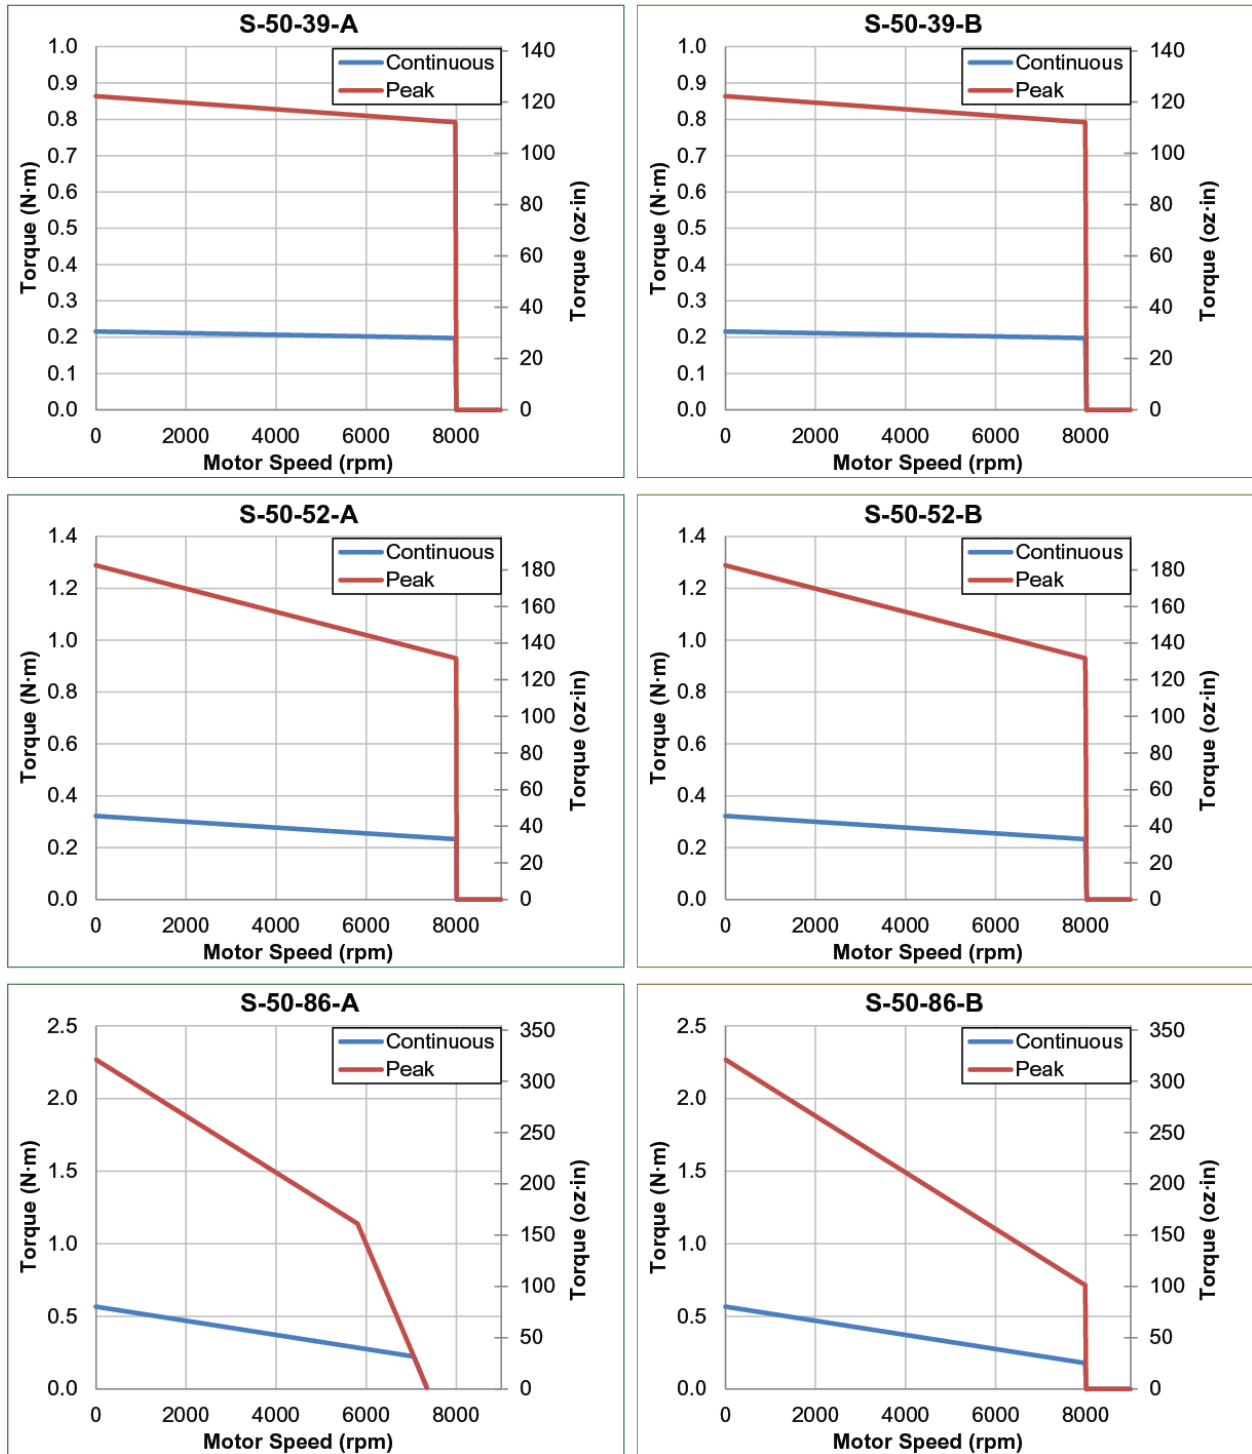 S-50-39-A
Continuous
Peak
1.0
0.9
0.8
0.7
0.6
0.5
0.4
0.3
0.2
0.1
0.0
Torque (N·m)
140
120
100
80
60
40
20
0
Torque (oz·in)
0 2000 4000 6000 8000
Motor Speed (rpm)
S-50-39-B
Continuous
Peak
1.0
0.9
0.8
0.7
0.6
0.5
0.4
0.3
0.2
0.1
0.0
Torque (N·m)
140
120
100
80
60
40
20
0
Torque (oz·in)
0 2000 4000 6000 8000
Motor Speed (rpm)
S-50-52-A
Continuous
Peak
1.4
1.2
1.0
0.8
0.6
0.4
0.2
0.0
Torque (N·m)
180
160
140
120
100
80
60
40
20
0
Torque (oz·in)
0 2000 4000 6000 8000
Motor Speed (rpm)
S-50-52-B
Continuous
Peak
1.4
1.2
1.0
0.8
0.6
0.4
0.2
0.0
Torque (N·m)
180
160
140
120
100
80
60
40
20
0
Torque (oz·in)
0 2000 4000 6000 8000
Motor Speed (rpm)
S-50-86-A
Continuous
Peak
2.5
2.0
1.5
1.0
0.5
0.0
Torque (N·m)
350
300
250
200
150
100
50
0
Torque (oz·in)
0 2000 4000 6000 8000
Motor Speed (rpm)
S-50-86-B
Continuous
Peak
2.5
2.0
1.5
1.0
0.5
0.0
Torque (N·m)
350
300
250
200
150
100
50
0
Torque (oz·in)
0 2000 4000 6000 8000
Motor Speed (rpm)